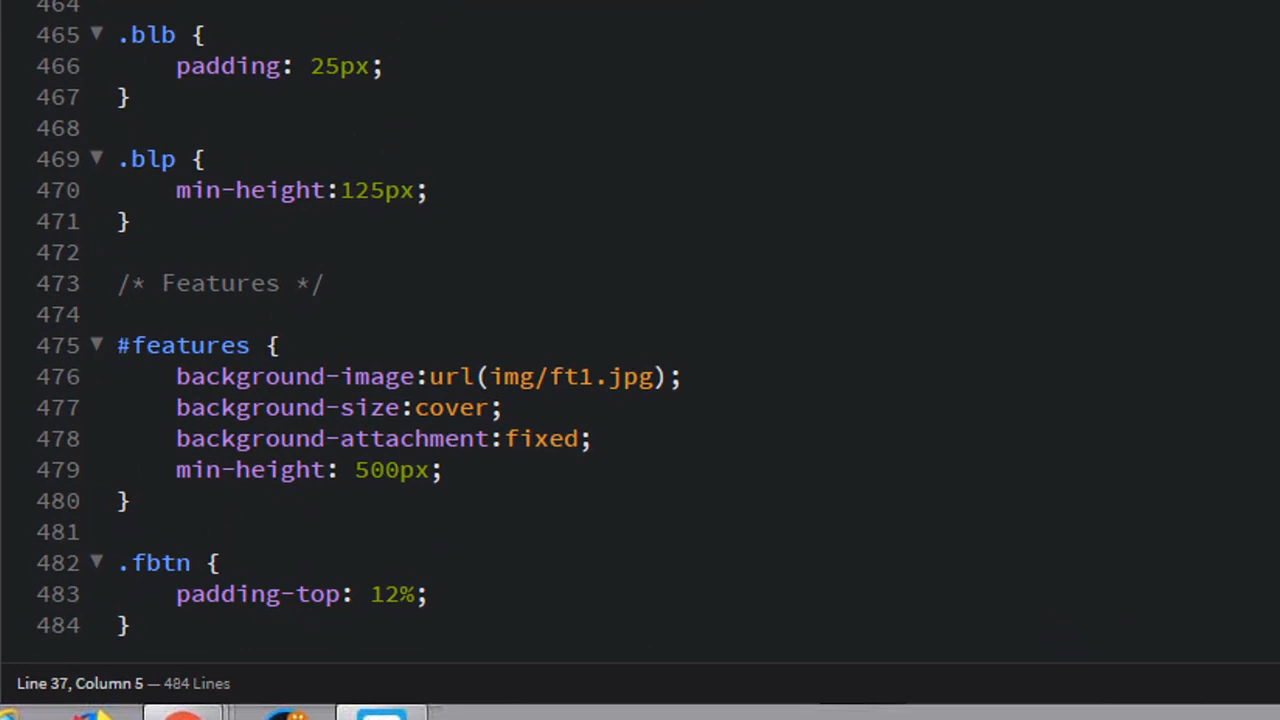 464
465 .blb {
466 padding: 25px;
467 }
468
469 .blp {
470 min-height:125px;
471 }
472
473 /* Features */
474
475 #features {
476 background-image:url(img/ft1.jpg);
477 background-size:cover;
478 background-attachment:fixed;
479 min-height: 500px;
480 }
481
482 .fbtn {
483 padding-top: 12%;
484 }
Line 37, Column 5 — 484 Lines